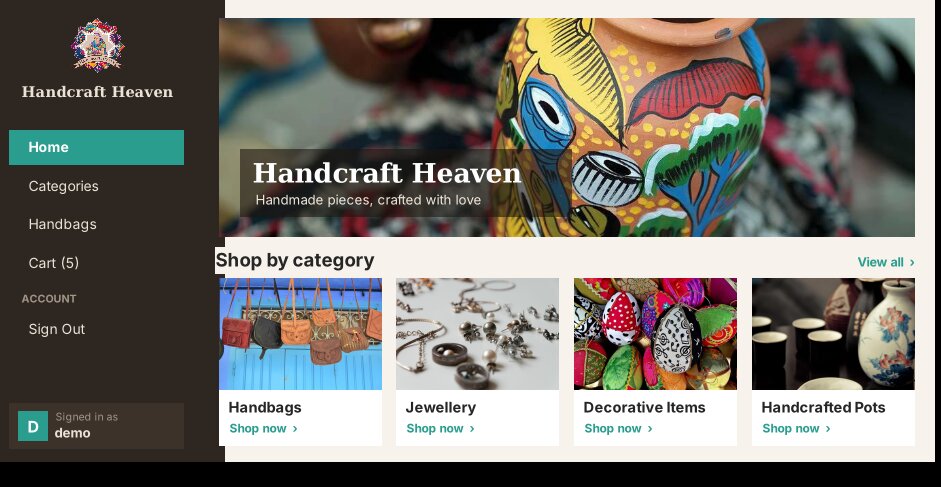 Handcraft Heaven
Home
Categories
Handbags
Cart (5)
ACCOUNT
Sign Out
D
Signed in as
demo
Handcraft Heaven
Handmade pieces, crafted with love
Shop by category
View all ›
Handbags
Shop now ›
Jewellery
Shop now ›
Decorative Items
Shop now ›
Handcrafted Pots
Shop now ›